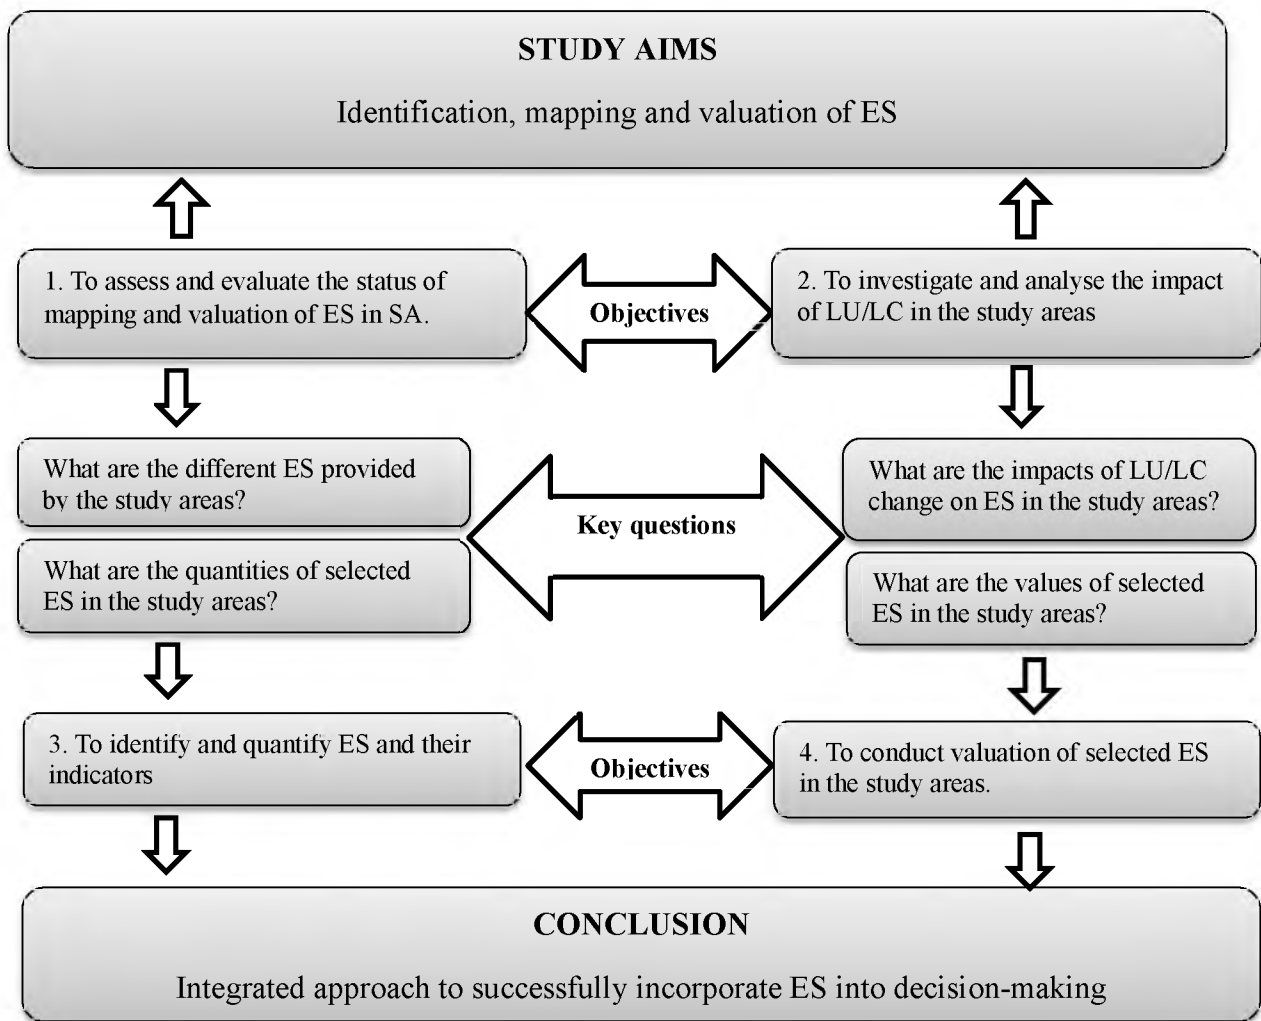 STUDY AIMS
Identification, mapping and valuation of ES
1. To assess and evaluate the status of
mapping and valuation of ES in SA.
Objectives
2. To investigate and analyse the impact
of LU/LC in the study areas
What are the different ES provided
by the study areas?
What are the quantities of selected
ES in the study areas?
Key questions
What are the impacts of LU/LC
change on ES in the study areas?
What are the values of selected
ES in the study areas?
3. To identify and quantify ES and their
indicators
Objectives
4. To conduct valuation of selected ES
in the study areas.
CONCLUSION
Integrated approach to successfully incorporate ES into decision-making